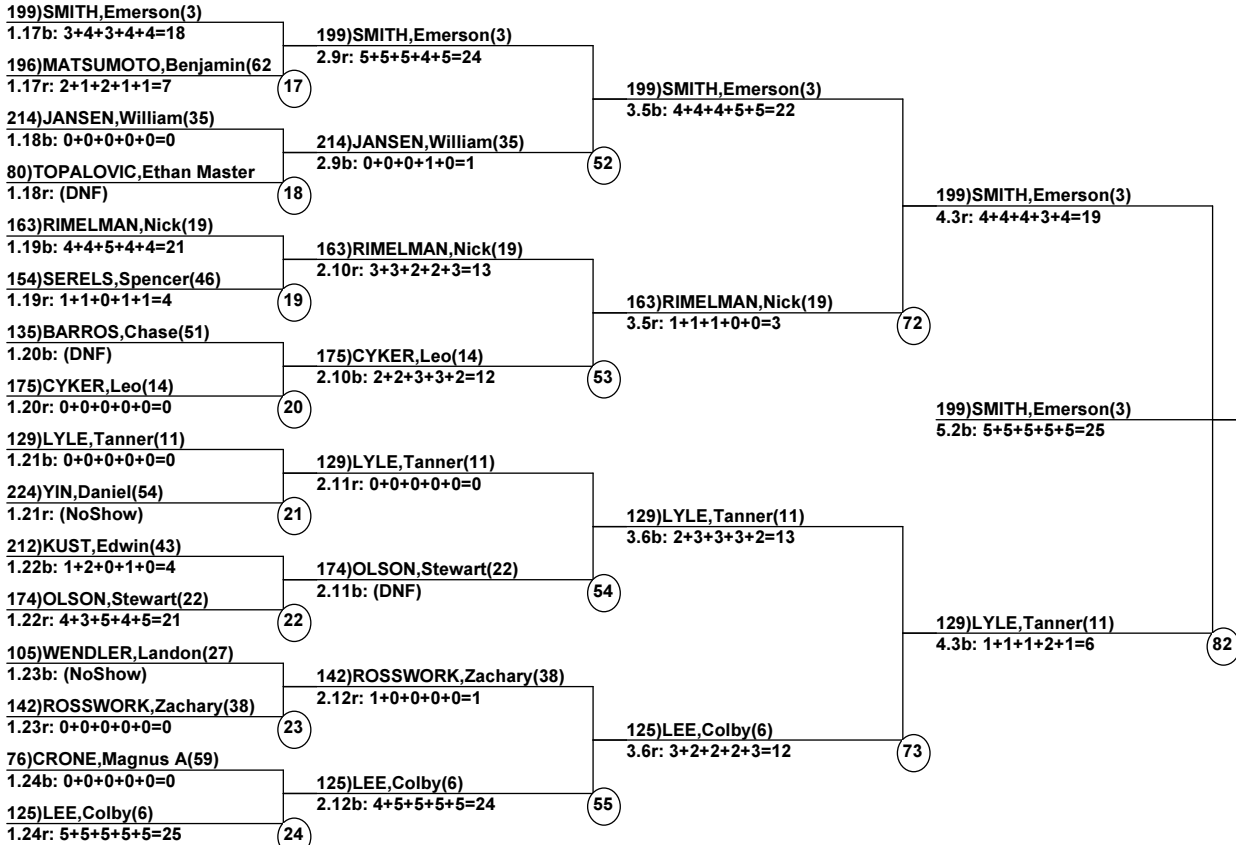 199)SMITH,Emerson(3)
1.17b: 3+4+3+4+4=18
196)MATSUMOTO,Benjamin(62
1.17r: 2+1+2+1+1=7
17
214)JANSEN,William(35)
1.18b: 0+0+0+0+0=0
80)TOPALOVIC,Ethan Master
1.18r: (DNF)
18
163)RIMELMAN,Nick(19)
1.19b: 4+4+5+4+4=21
154)SERELS,Spencer(46)
1.19r: 1+1+0+1+1=4
19
135)BARROS,Chase(51)
1.20b: (DNF)
175)CYKER,Leo(14)
1.20r: 0+0+0+0+0=0
20
129)LYLE,Tanner(11)
1.21b: 0+0+0+0+0=0
224)YIN,Daniel(54)
1.21r: (NoShow)
21
212)KUST,Edwin(43)
1.22b: 1+2+0+1+0=4
174)OLSON,Stewart(22)
1.22r: 4+3+5+4+5=21
22
105)WENDLER,Landon(27)
1.23b: (NoShow)
142)ROSSWORK,Zachary(38)
1.23r: 0+0+0+0+0=0
23
76)CRONE,Magnus A(59)
1.24b: 0+0+0+0+0=0
125)LEE,Colby(6)
1.24r: 5+5+5+5+5=25
24
199)SMITH,Emerson(3)
2.9r: 5+5+5+4+5=24
214)JANSEN,William(35)
2.9b: 0+0+0+1+0=1
52
163)RIMELMAN,Nick(19)
2.10r: 3+3+2+2+3=13
175)CYKER,Leo(14)
2.10b: 2+2+3+3+2=12
53
129)LYLE,Tanner(11)
2.11r: 0+0+0+0+0=0
174)OLSON,Stewart(22)
2.11b: (DNF)
54
142)ROSSWORK,Zachary(38)
2.12r: 1+0+0+0+0=1
125)LEE,Colby(6)
2.12b: 4+5+5+5+5=24
55
199)SMITH,Emerson(3)
3.5b: 4+4+4+5+5=22
163)RIMELMAN,Nick(19)
3.5r: 1+1+1+0+0=3
72
129)LYLE,Tanner(11)
3.6b: 2+3+3+3+2=13
125)LEE,Colby(6)
3.6r: 3+2+2+2+3=12
73
199)SMITH,Emerson(3)
4.3r: 4+4+4+3+4=19
129)LYLE,Tanner(11)
4.3b: 1+1+1+2+1=6
82
199)SMITH,Emerson(3)
5.2b: 5+5+5+5+5=25